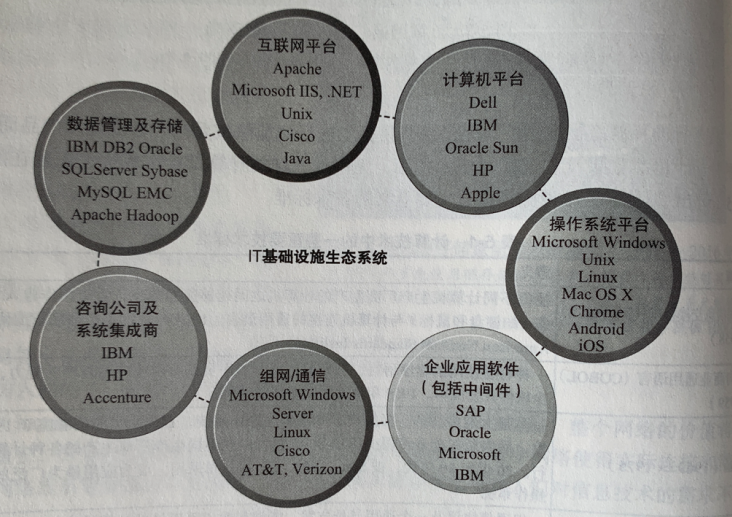 互联网平台
Apache
Microsoft IIS, .NET
Unix
Cisco
Java
计算机平台
Dell
IBM
Oracle Sun
HP
Apple
操作系统平台
Microsoft Windows
Unix
Linux
Mac OS X
Chrome
Android
iOS
企业应用软件
(包括中间件)
SAP
Oracle
Microsoft
IBM
组网/通信
Microsoft Windows
Server
Linux
Cisco
AT&T, Verizon
咨询公司及
系统集成商
IBM
HP
Accenture
数据管理及存储
IBM DB2 Oracle
SQLServer Sybase
MySQL EMC
Apache Hadoop
IT基础设施生态系统